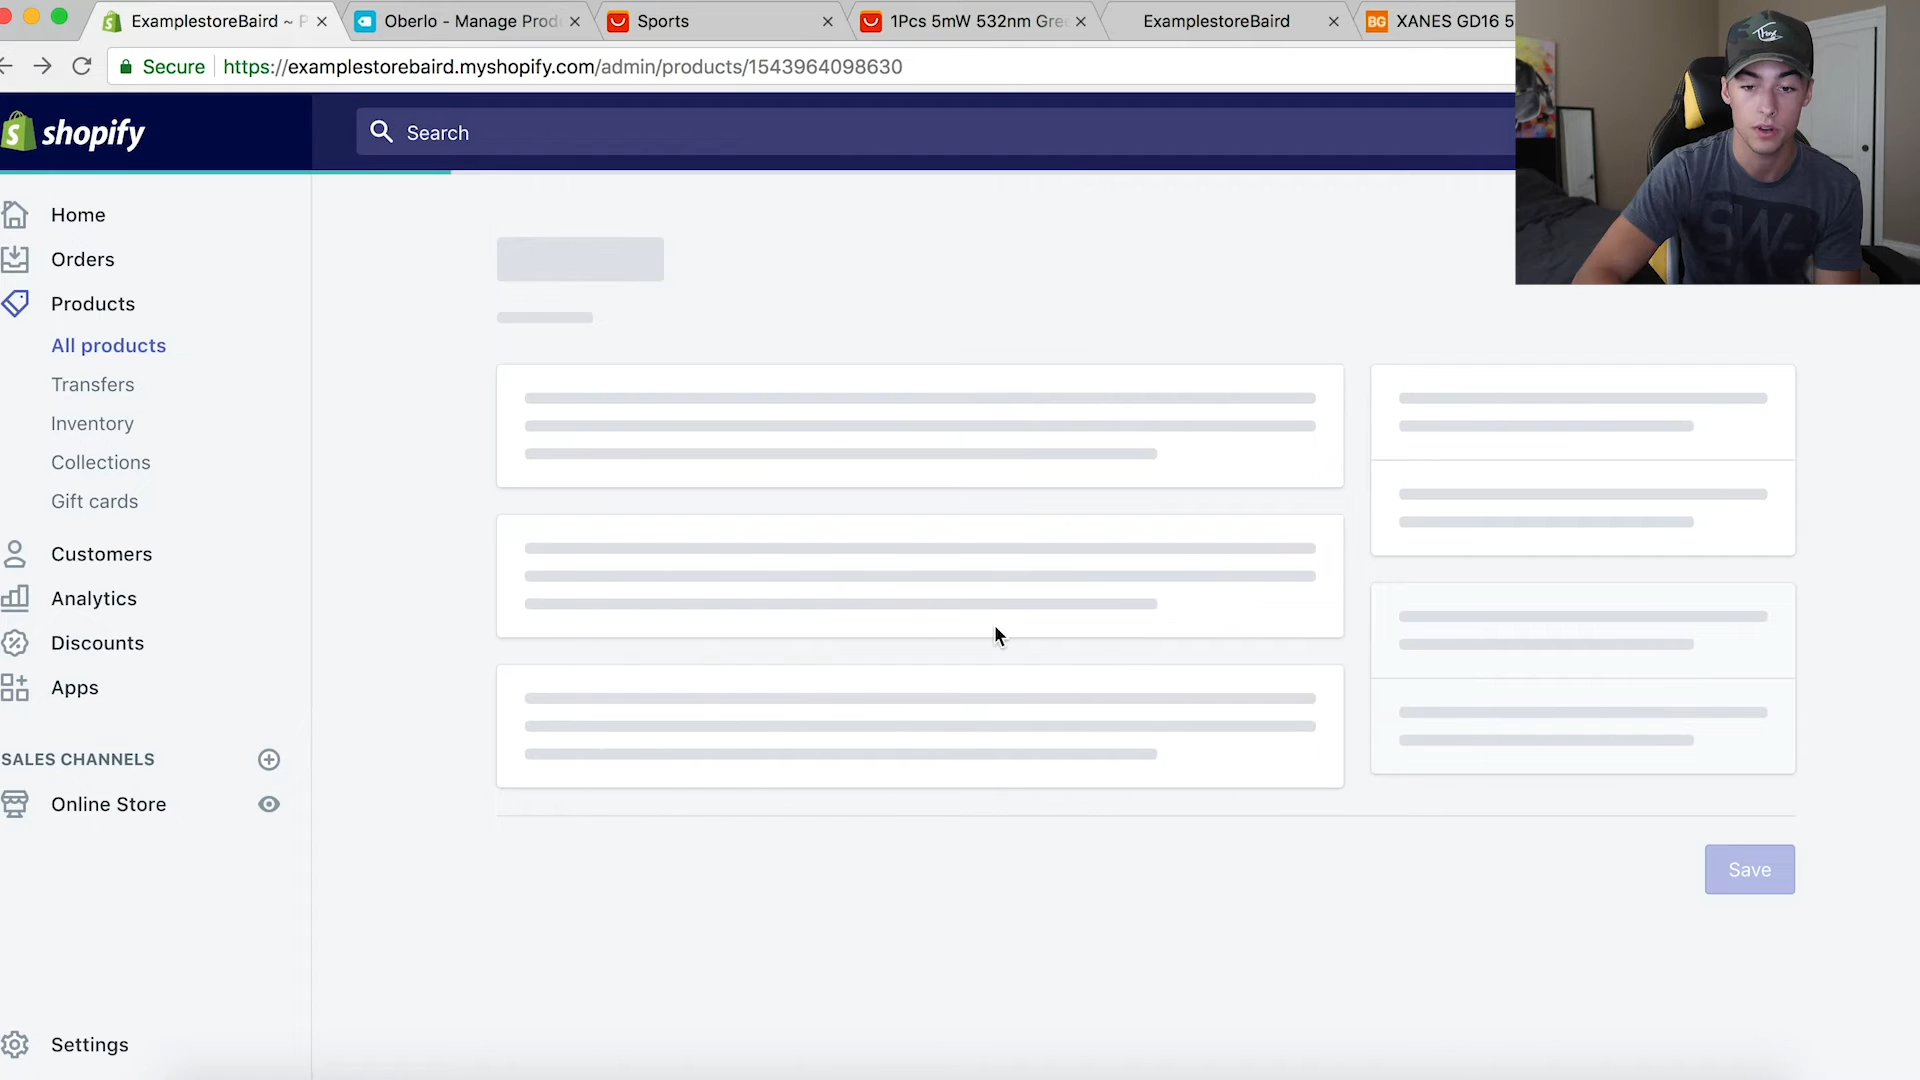 ExamplestoreBaird ~ P
Oberlo - Manage Prod
Sports
1Pcs 5mW 532nm Gre
ExamplestoreBaird
BG XANES GD16 5
Secure
https://examplestorebaird.myshopify.com/admin/products/1543964098630
shopify
Search
Home
Orders
Products
All products
Transfers
Inventory
Collections
Gift cards
Customers
Analytics
Discounts
Apps
SALES CHANNELS
Online Store
Save
Settings